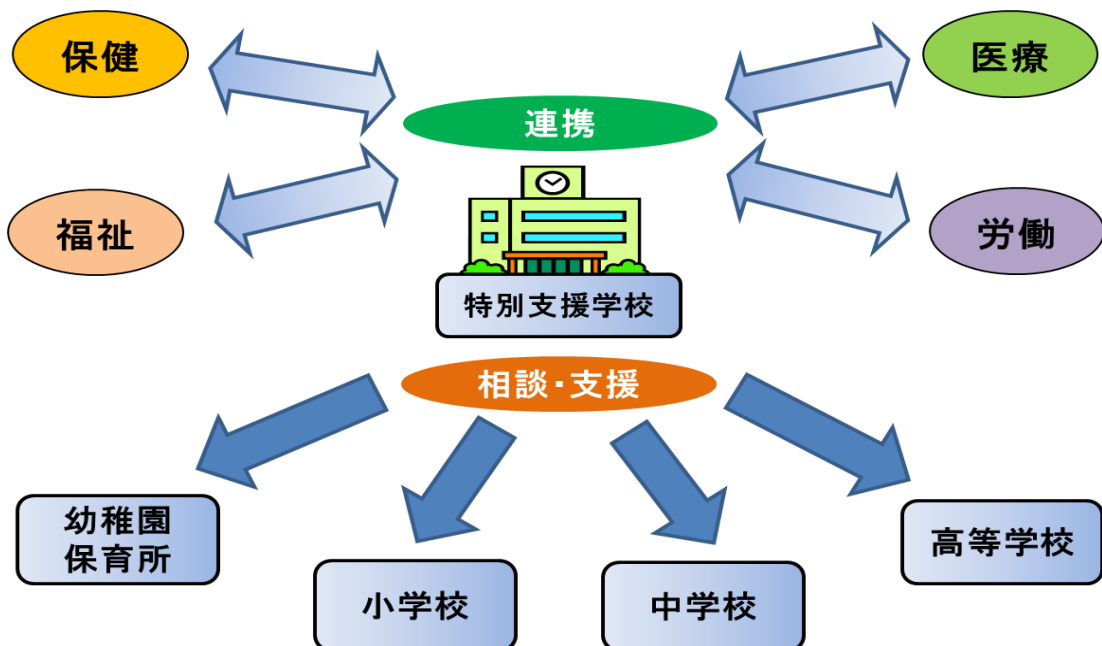 保健
医療
連携
福祉
労働
特別支援学校
相談・支援
幼稚園
保育所
小学校
中学校
高等学校